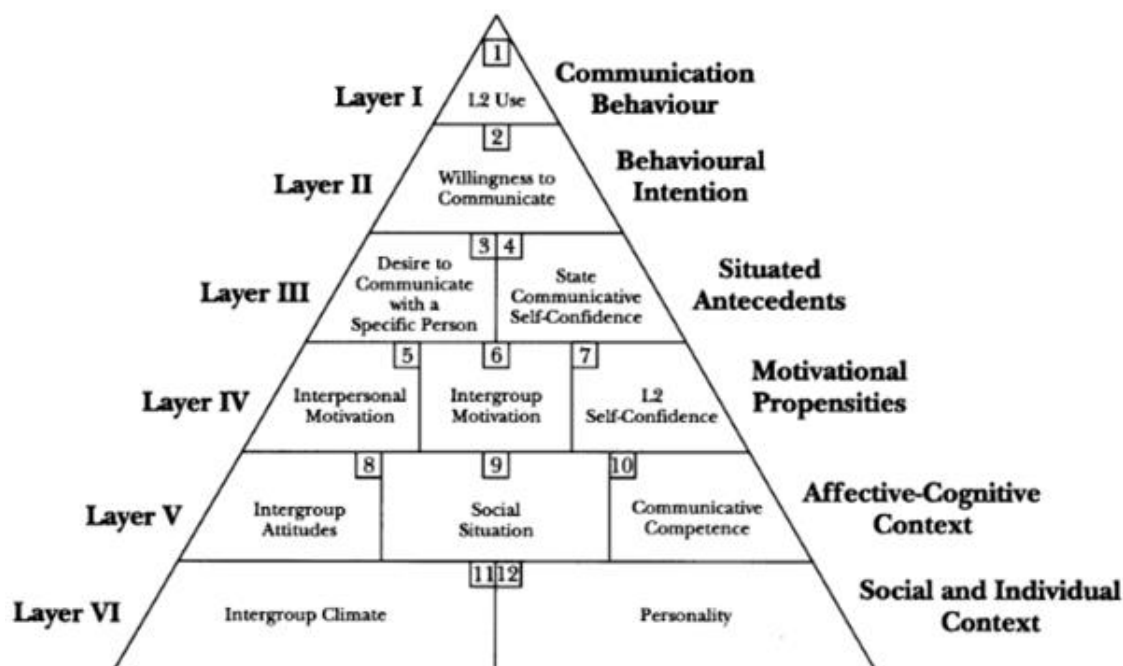 1
Layer I
L2 Use
Communication
Behaviour
2
Layer II
Willingness to
Communicate
Behavioural
Intention
3 4
Layer III
Desire to
Communicate
with a
Specific Person
State
Communicative
Self-Confidence
Situated
Antecedents
5 6 7
Layer IV
Interpersonal
Motivation
Intergroup
Motivation
L2
Self-Confidence
Motivational
Propensities
8 9 10
Layer V
Intergroup
Attitudes
Social
Situation
Communicative
Competence
Affective-Cognitive
Context
11 12
Layer VI
Intergroup Climate
Personality
Social and Individual
Context